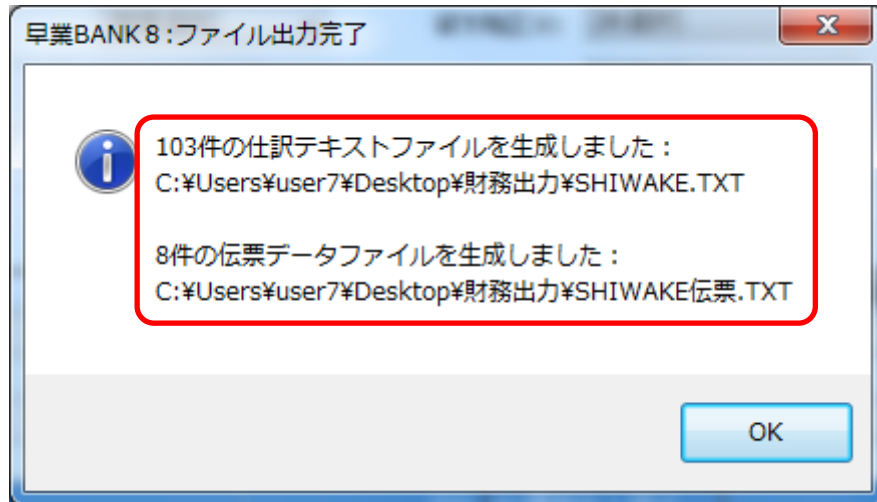 早業BANK８:ファイル出力完了
103件の仕訳テキストファイルを生成しました：
C:¥Users¥user7¥Desktop¥財務出力¥SHIWAKE.TXT
8件の伝票データファイルを生成しました：
C:¥Users¥user7¥Desktop¥財務出力¥SHIWAKE伝票.TXT
OK